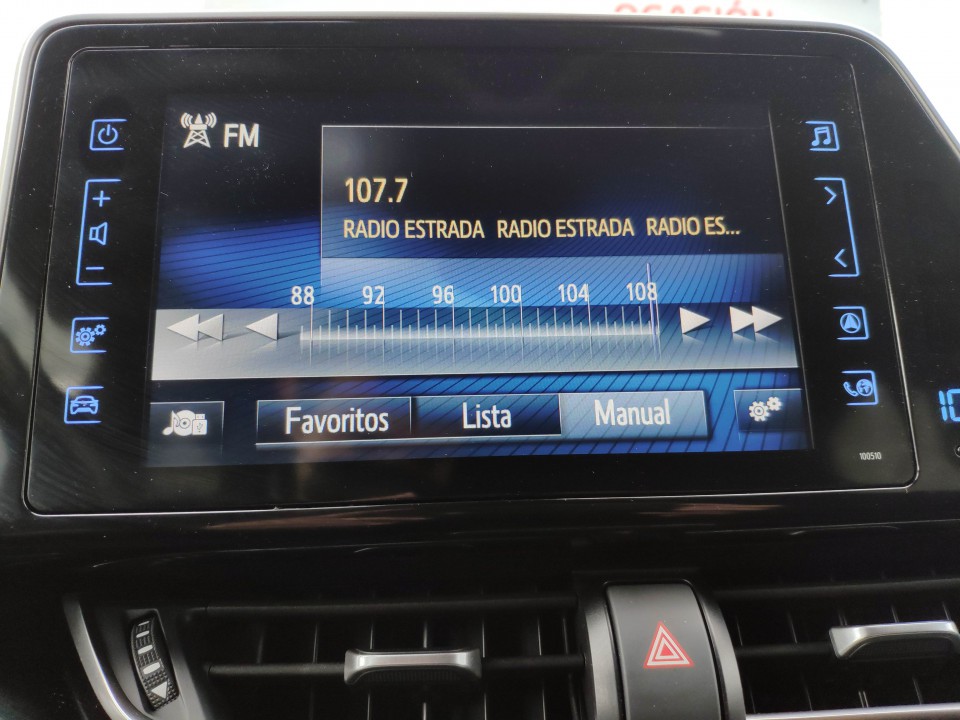 OCASIÓN
FM
107.7
RADIO ESTRADA RADIO ESTRADA RADIO ES...
88 92 96 100 104 108
Favoritos Lista Manual
100510